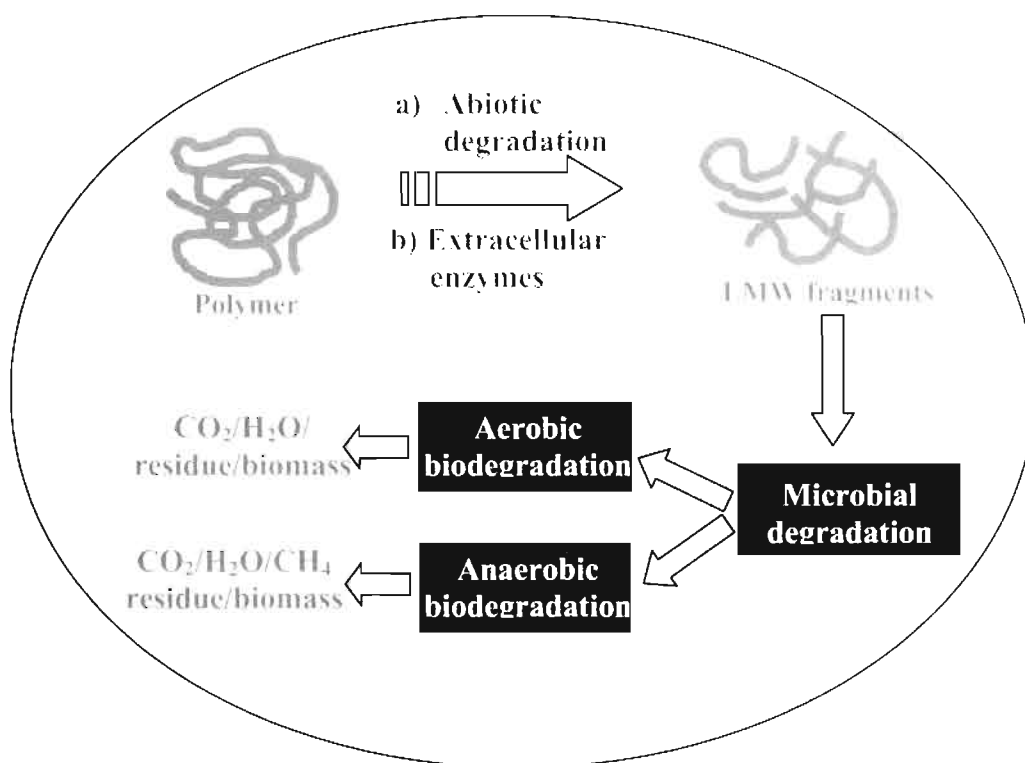 a) Abiotic
degradation
b) Extracellular
enzymes
Polymer
LMW fragments
CO₂/H₂O/
residue/biomass
Aerobic
biodegradation
Microbial
degradation
CO₂/H₂O/CH₄
residue/biomass
Anaerobic
biodegradation